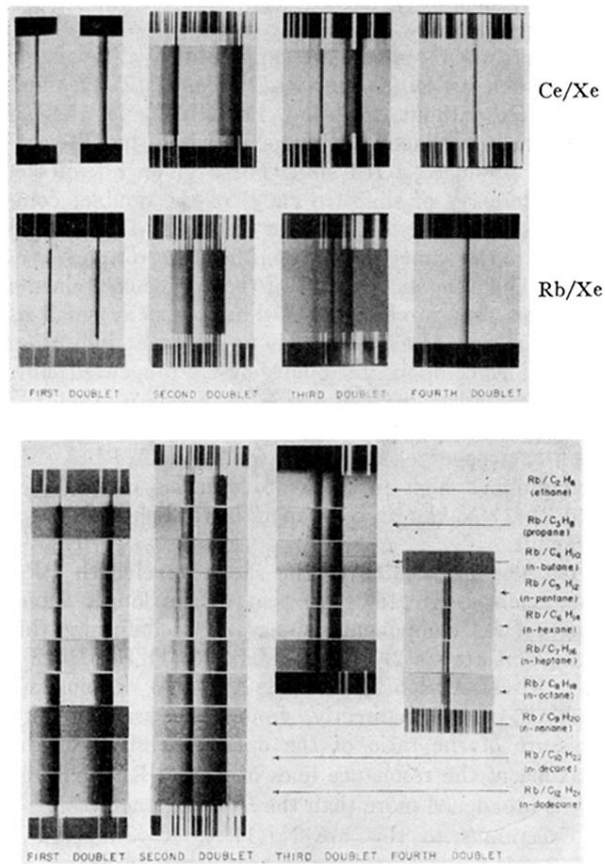 Ce/Xe
Rb/Xe
FIRST DOUBLET SECOND DOUBLET THIRD DOUBLET FOURTH DOUBLET
Rb/C2H6
(ethane)
Rb/C3H8
(propane)
Rb/C4H10
(n-butane)
Rb/C5H12
(n-pentane)
Rb/C6H14
(n-hexane)
Rb/C7H16
(n-heptane)
Rb/C8H18
(n-octane)
Rb/C9H20
(n-nonane)
Rb/C10H22
(n-decane)
Rb/C12H26
(n-dodecane)
FIRST DOUBLET SECOND DOUBLET THIRD DOUBLET FOURTH DOUBLET